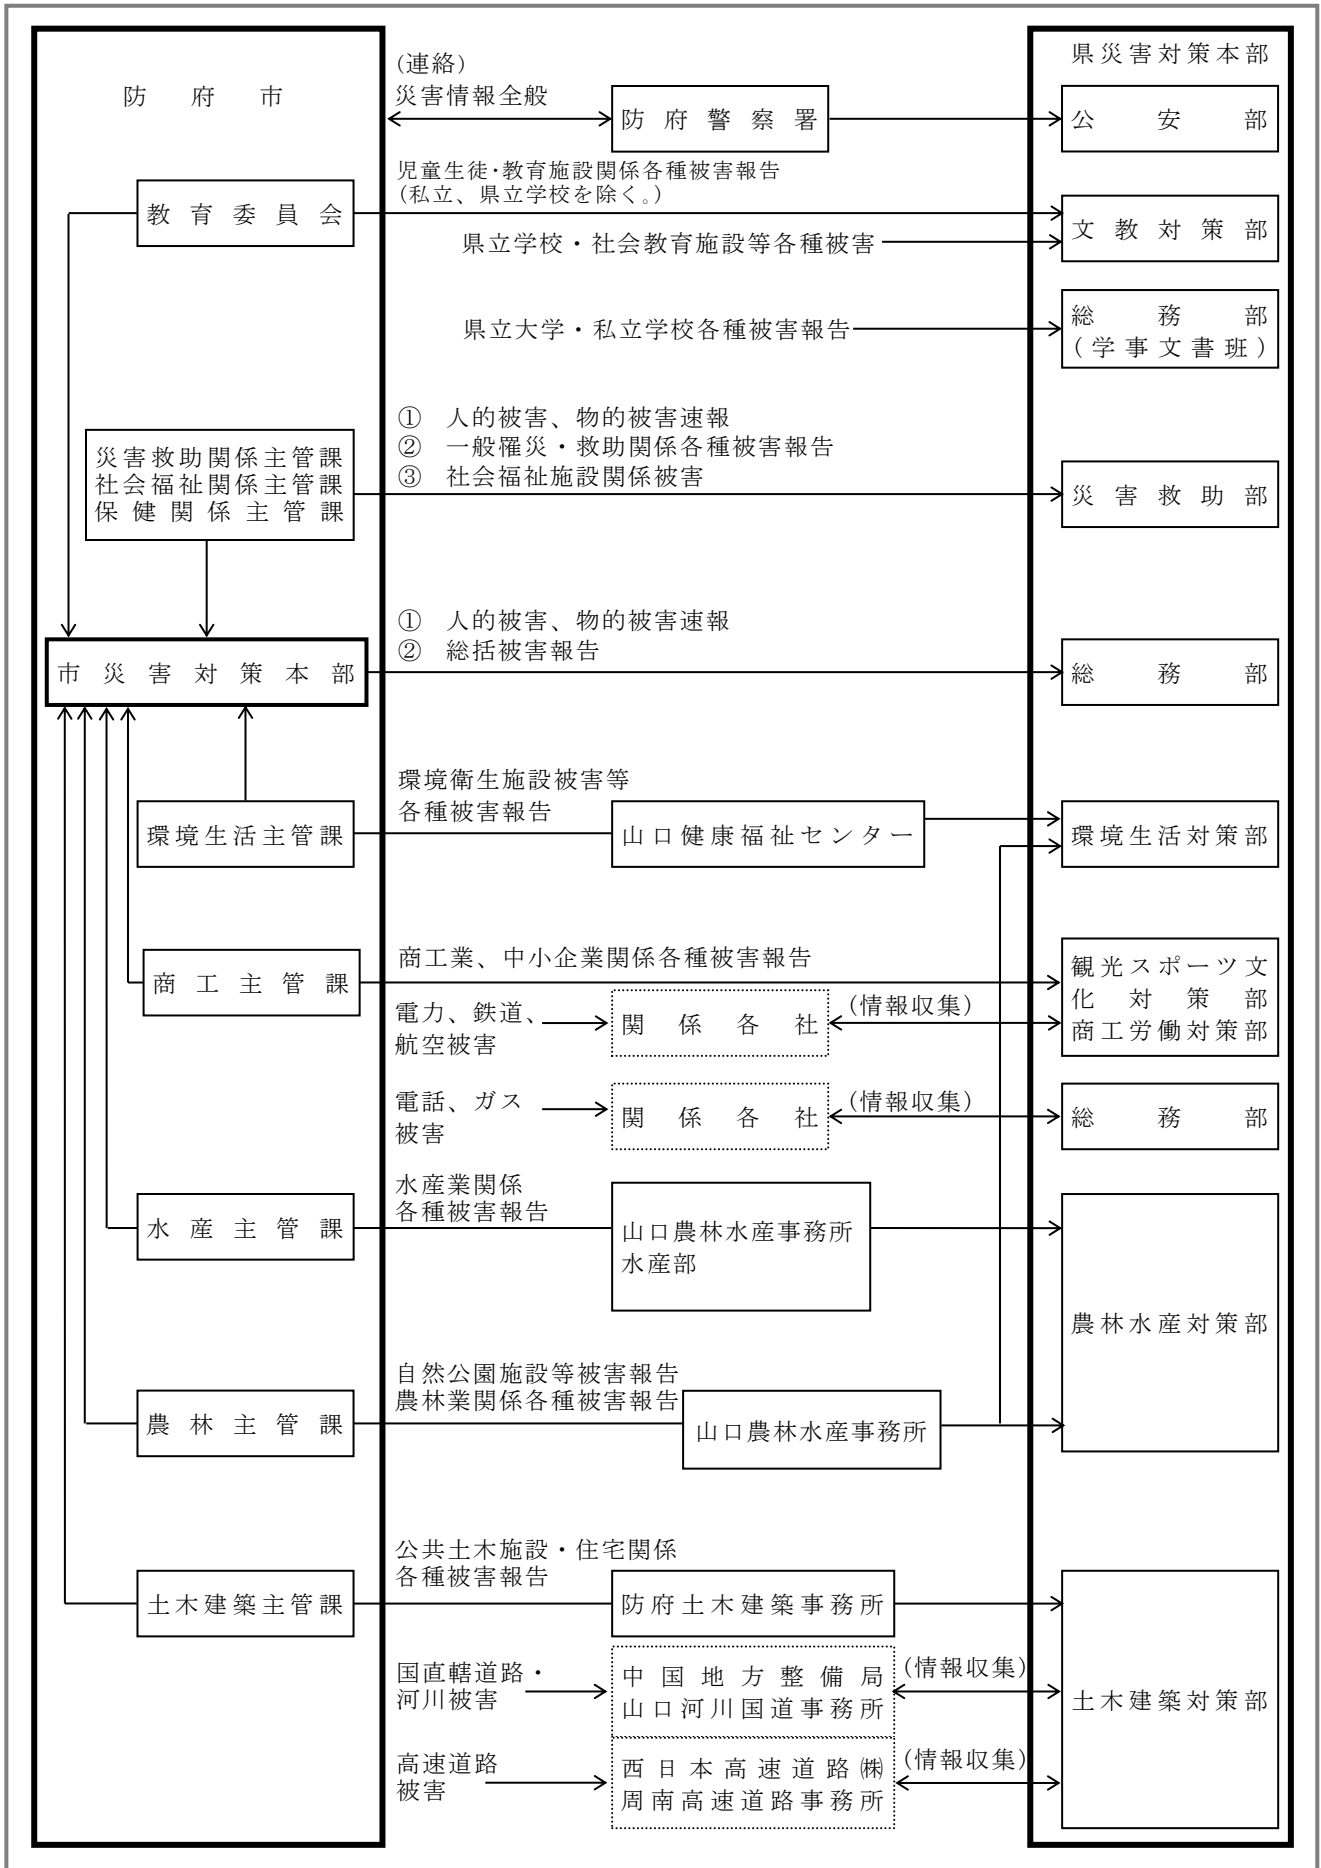 県災害対策本部
防府市
(連絡)
災害情報全般
防府警察署
公安部
児童生徒・教育施設関係各種被害報告
(私立、県立学校を除く。)
教育委員会
文教対策部
県立学校・社会教育施設等各種被害
県立大学・私立学校各種被害報告
総務部
(学事文書班)
① 人的被害、物的被害速報
② 一般罹災・救助関係各種被害報告
③ 社会福祉施設関係被害
災害救助関係主管課
社会福祉関係主管課
保健関係主管課
災害救助部
① 人的被害、物的被害速報
② 総括被害報告
市災害対策本部
総務部
環境衛生施設被害等
各種被害報告
環境生活主管課
山口健康福祉センター
環境生活対策部
商工業、中小企業関係各種被害報告
商工主管課
観光スポーツ文
化対策部
商工労働対策部
電力、鉄道、
航空被害
関係各社
(情報収集)
電話、ガス
被害
関係各社
(情報収集)
総務部
水産業関係
各種被害報告
水産主管課
山口農林水産事務所
水産部
農林水産対策部
自然公園施設等被害報告
農林業関係各種被害報告
農林主管課
山口農林水産事務所
公共土木施設・住宅関係
各種被害報告
土木建築主管課
防府土木建築事務所
国直轄道路・
河川被害
中国地方整備局
山口河川国道事務所
(情報収集)
土木建築対策部
高速道路
被害
西日本高速道路㈱
周南高速道路事務所
(情報収集)